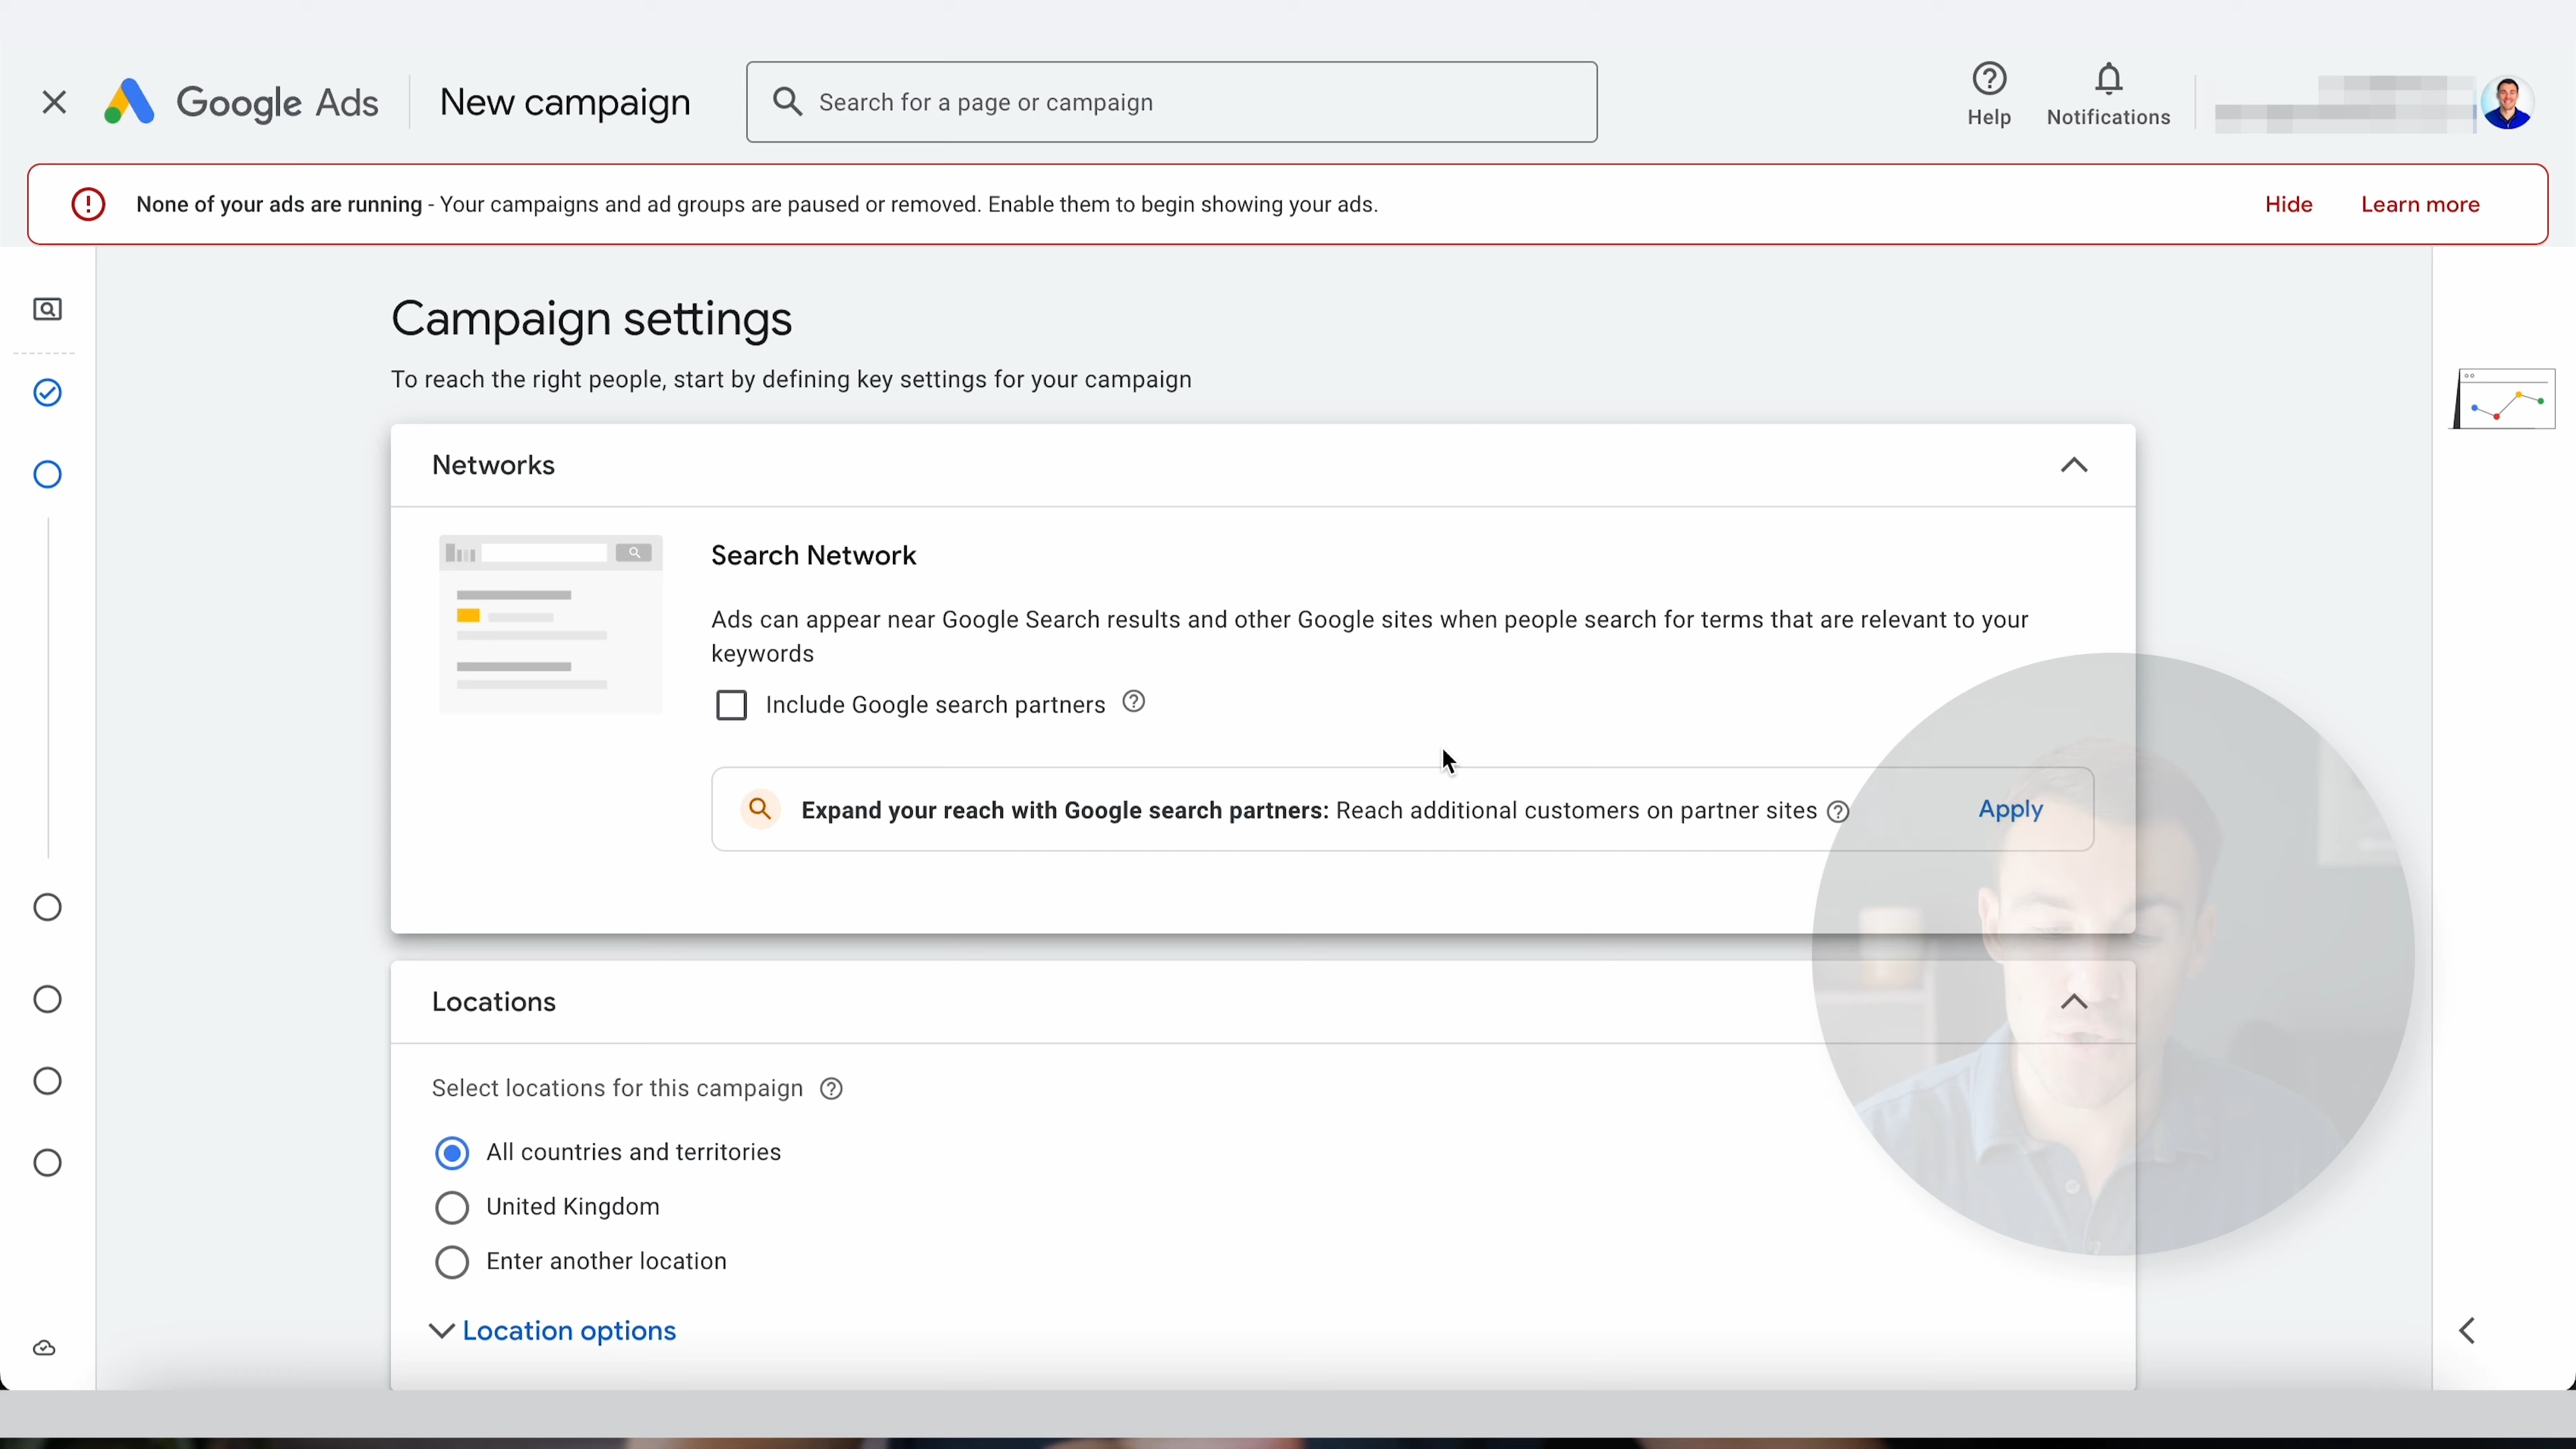 Google Ads
New campaign
Search for a page or campaign
Help
Notifications
None of your ads are running - Your campaigns and ad groups are paused or removed. Enable them to begin showing your ads.
Hide
Learn more
Campaign settings
To reach the right people, start by defining key settings for your campaign
Networks
Search Network
Ads can appear near Google Search results and other Google sites when people search for terms that are relevant to your
keywords
Include Google search partners
Expand your reach with Google search partners: Reach additional customers on partner sites
Apply
Locations
Select locations for this campaign
All countries and territories
United Kingdom
Enter another location
Location options